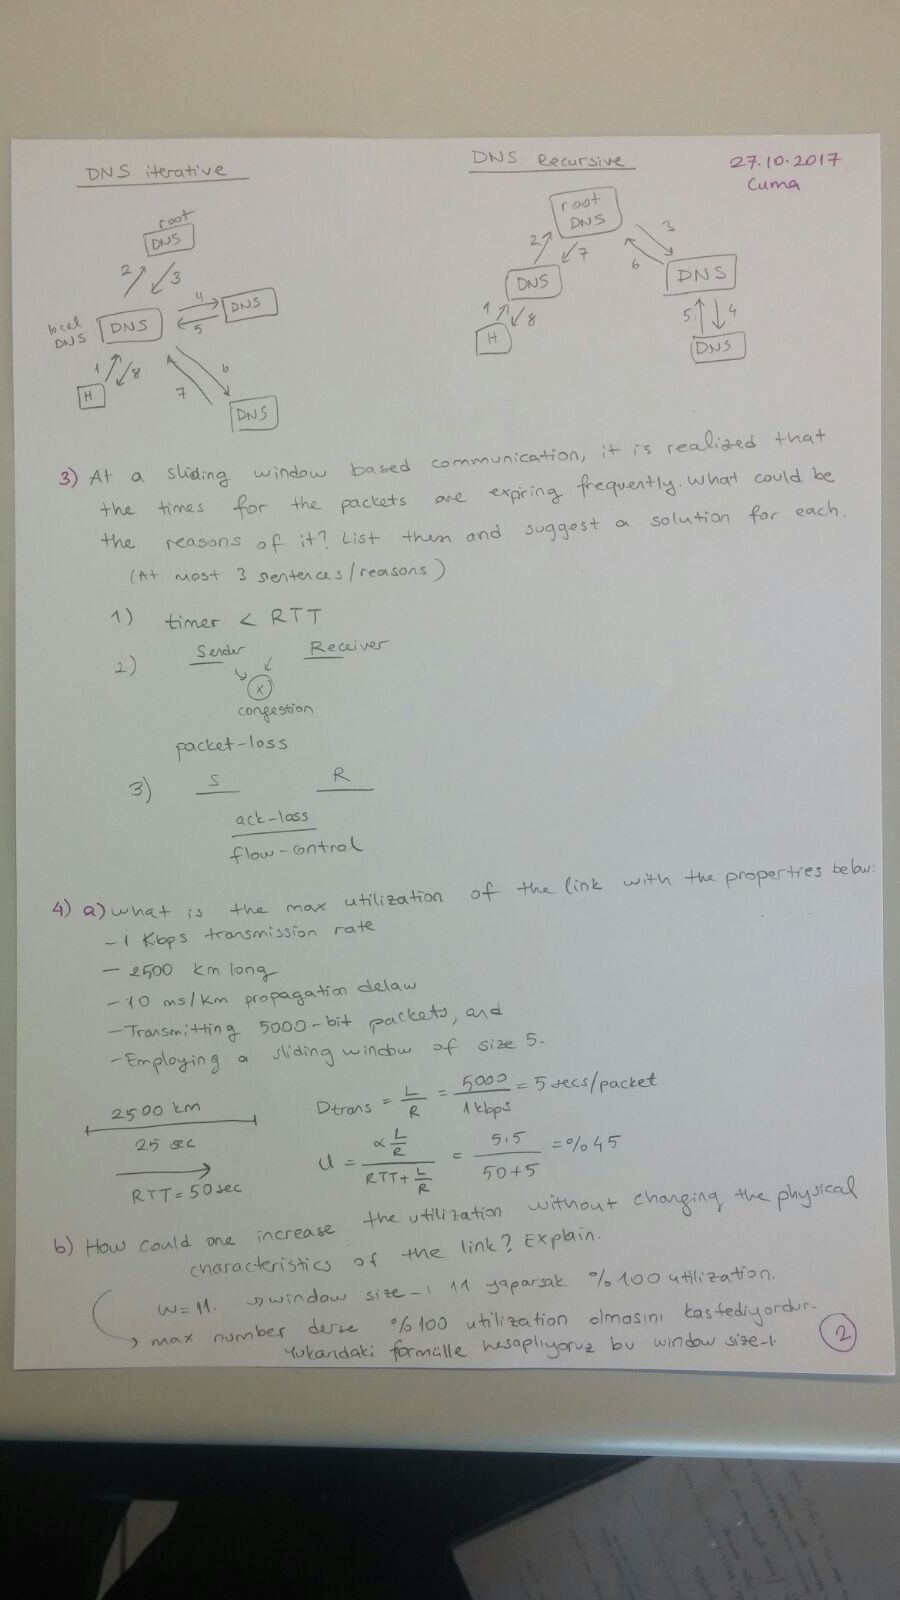 DNS iterative
DNS Recursive
27.10.2017
Cuma
root
DNS
2
3
local
DNS
DNS
4
5
DNS
1
8
H
6
7
DNS
root
DNS
2
7
3
6
DNS
DNS
1
8
H
5
4
DNS
3) At a sliding window based communication, it is realized that
the times for the packets are expiring frequently. What could be
the reasons of it? List them and suggest a solution for each.
(At most 3 sentences/reasons)
1) timer < RTT
2) Sender Receiver
x
congestion
packet-loss
3) S R
ack-loss
flow-control
4) a) what is the max utilization of the link with the properties below:
-1 Kbps transmission rate
- 2500 km long
-10 ms/km propagation delaw
-Transmitting 5000-bit packets, and
-Employing a sliding window of size 5.
2500 km
25 sec
RTT = 50 sec
Dtrans = L/R = 5000/1 kbps = 5 secs/packet
U = α L/R / RTT + L/R = 5.5 / 50+5 = %45
b) How could one increase the utilization without changing the physical
characteristics of the link? Explain.
w=11. → window size-ı 11 yaparsak %100 utilization.
→ max number derse %100 utilization olmasını kastediyordur.
Yukarıdaki formülle hesaplıyoruz bu window size-ı.
2